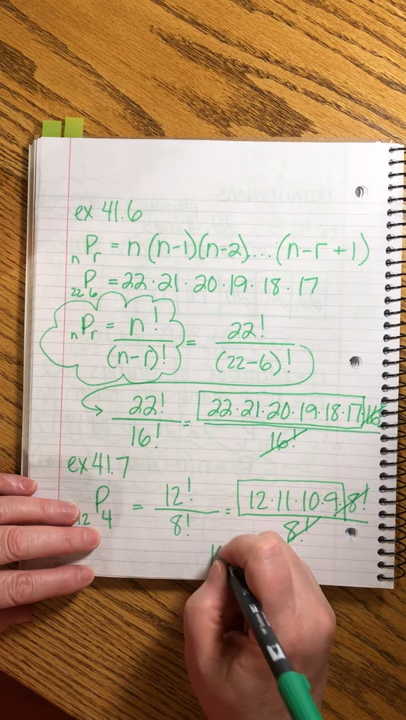 ex 41.6
nPr = n(n-1)(n-2)...(n-r+1)
22P6 = 22·21·20·19·18·17
nPr = n!/(n-r)! = 22!/(22-6)!
22!/16! = 22·21·20·19·18·17·16!/16!
ex 41.7
12P4 = 12!/8! = 12·11·10·9·8!/8!